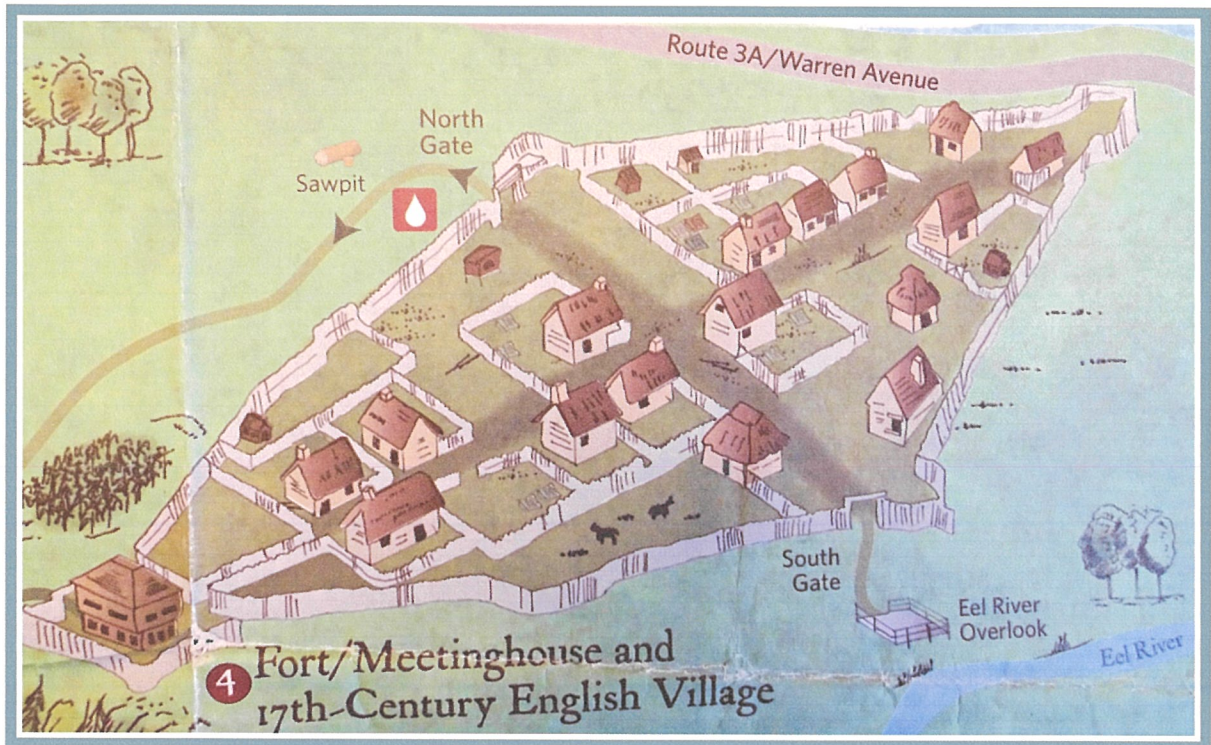 Route 3A/Warren Avenue
North
Gate
Sawpit
South
Gate
Eel River
Overlook
Eel River
4 Fort/Meetinghouse and
17th-Century English Village